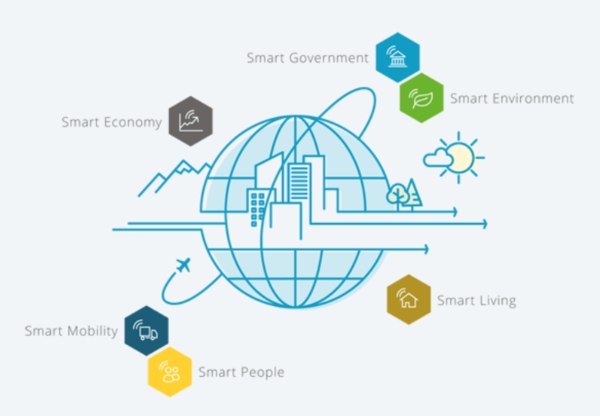 Smart Government
Smart Environment
Smart Economy
Smart Living
Smart Mobility
Smart People